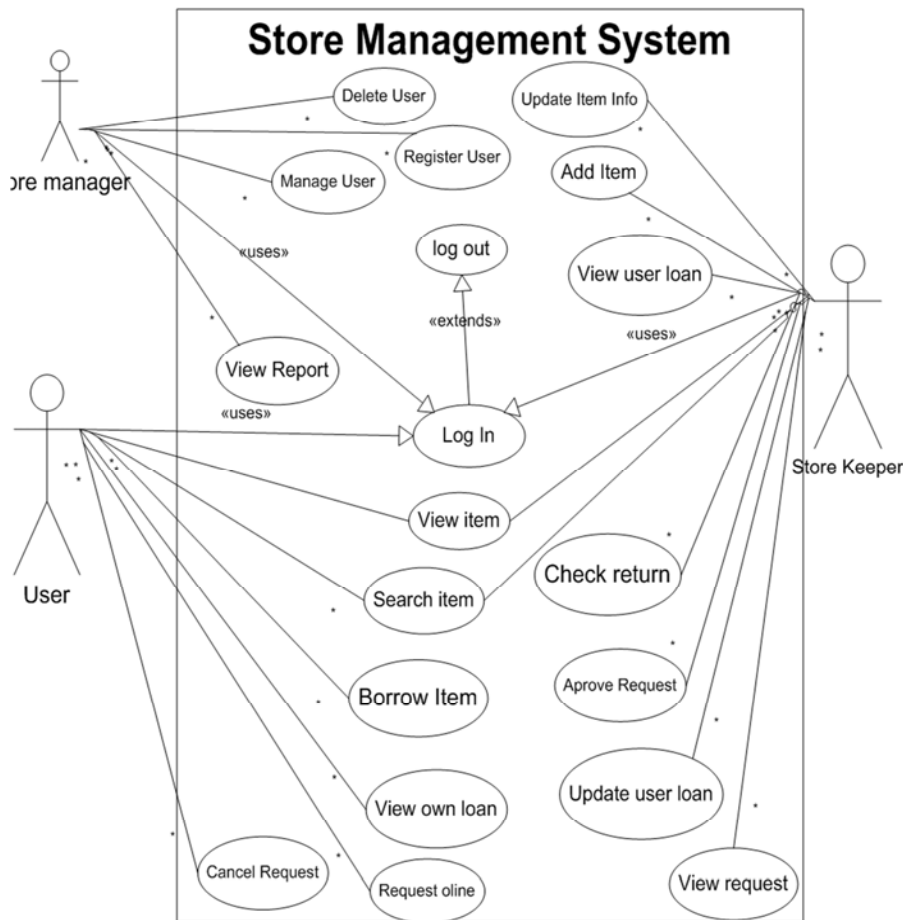 Store Management System
Delete User
Update Item Info
Register User
Add Item
ore manager
Manage User
log out
View user loan
«uses»
«extends»
«uses»
View Report
«uses»
Log In
Store Keeper
View item
User
Search item
Check return
Borrow Item
Aprove Request
View own loan
Update user loan
Cancel Request
Request oline
View request